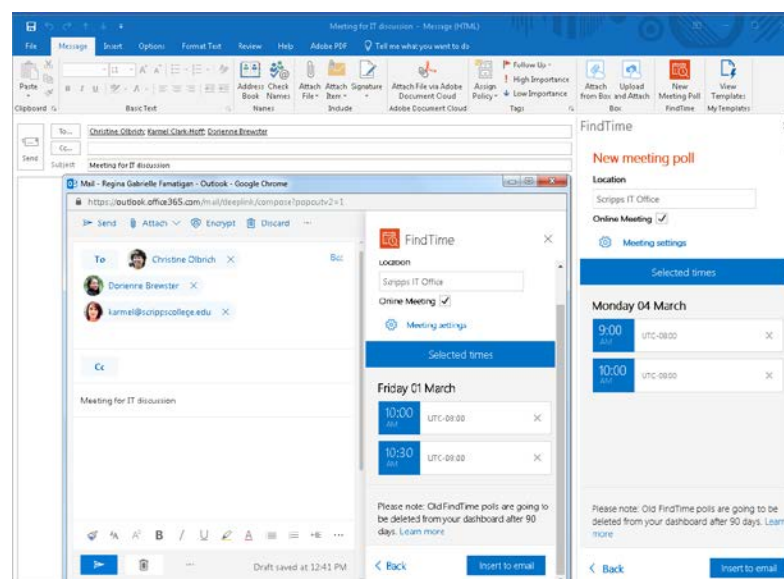 Meeting for IT discussion - Message (HTML)
File Message Insert Options Format Text Review Help Adobe PDF Tell me what you want to do
Paste
Clipboard
11
B I U
Basic Text
Address Book
Check Names
Names
Attach File
Attach Item
Signature
Include
Attach File via Adobe Document Cloud
Adobe Document Cloud
Assign Policy
Follow Up
High Importance
Low Importance
Tags
Attach from Box
Upload and Attach
Box
New Meeting Poll
FindTime
View Templates
My Templates
Send
To... Christine Olbrich; Karmel Clark-Hoff; Dorienne Brewster
Cc...
Subject Meeting for IT discussion
Mail - Regina Gabrielle Famatigan - Outlook - Google Chrome
https://outlook.office365.com/mail/deeplink/compose?popoutv2=1
Send Attach Encrypt Discard ...
To Christine Olbrich Bcc
Dorienne Brewster
karmel@scrippscollege.edu
Cc
Meeting for IT discussion
B I U
Draft saved at 12:41 PM
FindTime
Location
Scripps IT Office
Online Meeting
Meeting settings
Selected times
Friday 01 March
10:00 AM UTC-08:00
10:30 AM UTC-08:00
Please note: Old FindTime polls are going to
be deleted from your dashboard after 90
days. Learn more
Back Insert to email
FindTime
New meeting poll
Location
Scripps IT Office
Online Meeting
Meeting settings
Selected times
Monday 04 March
9:00 AM UTC-08:00
10:00 AM UTC-08:00
Please note: Old FindTime polls are going to be
deleted from your dashboard after 90 days. Learn
more
Back Insert to email